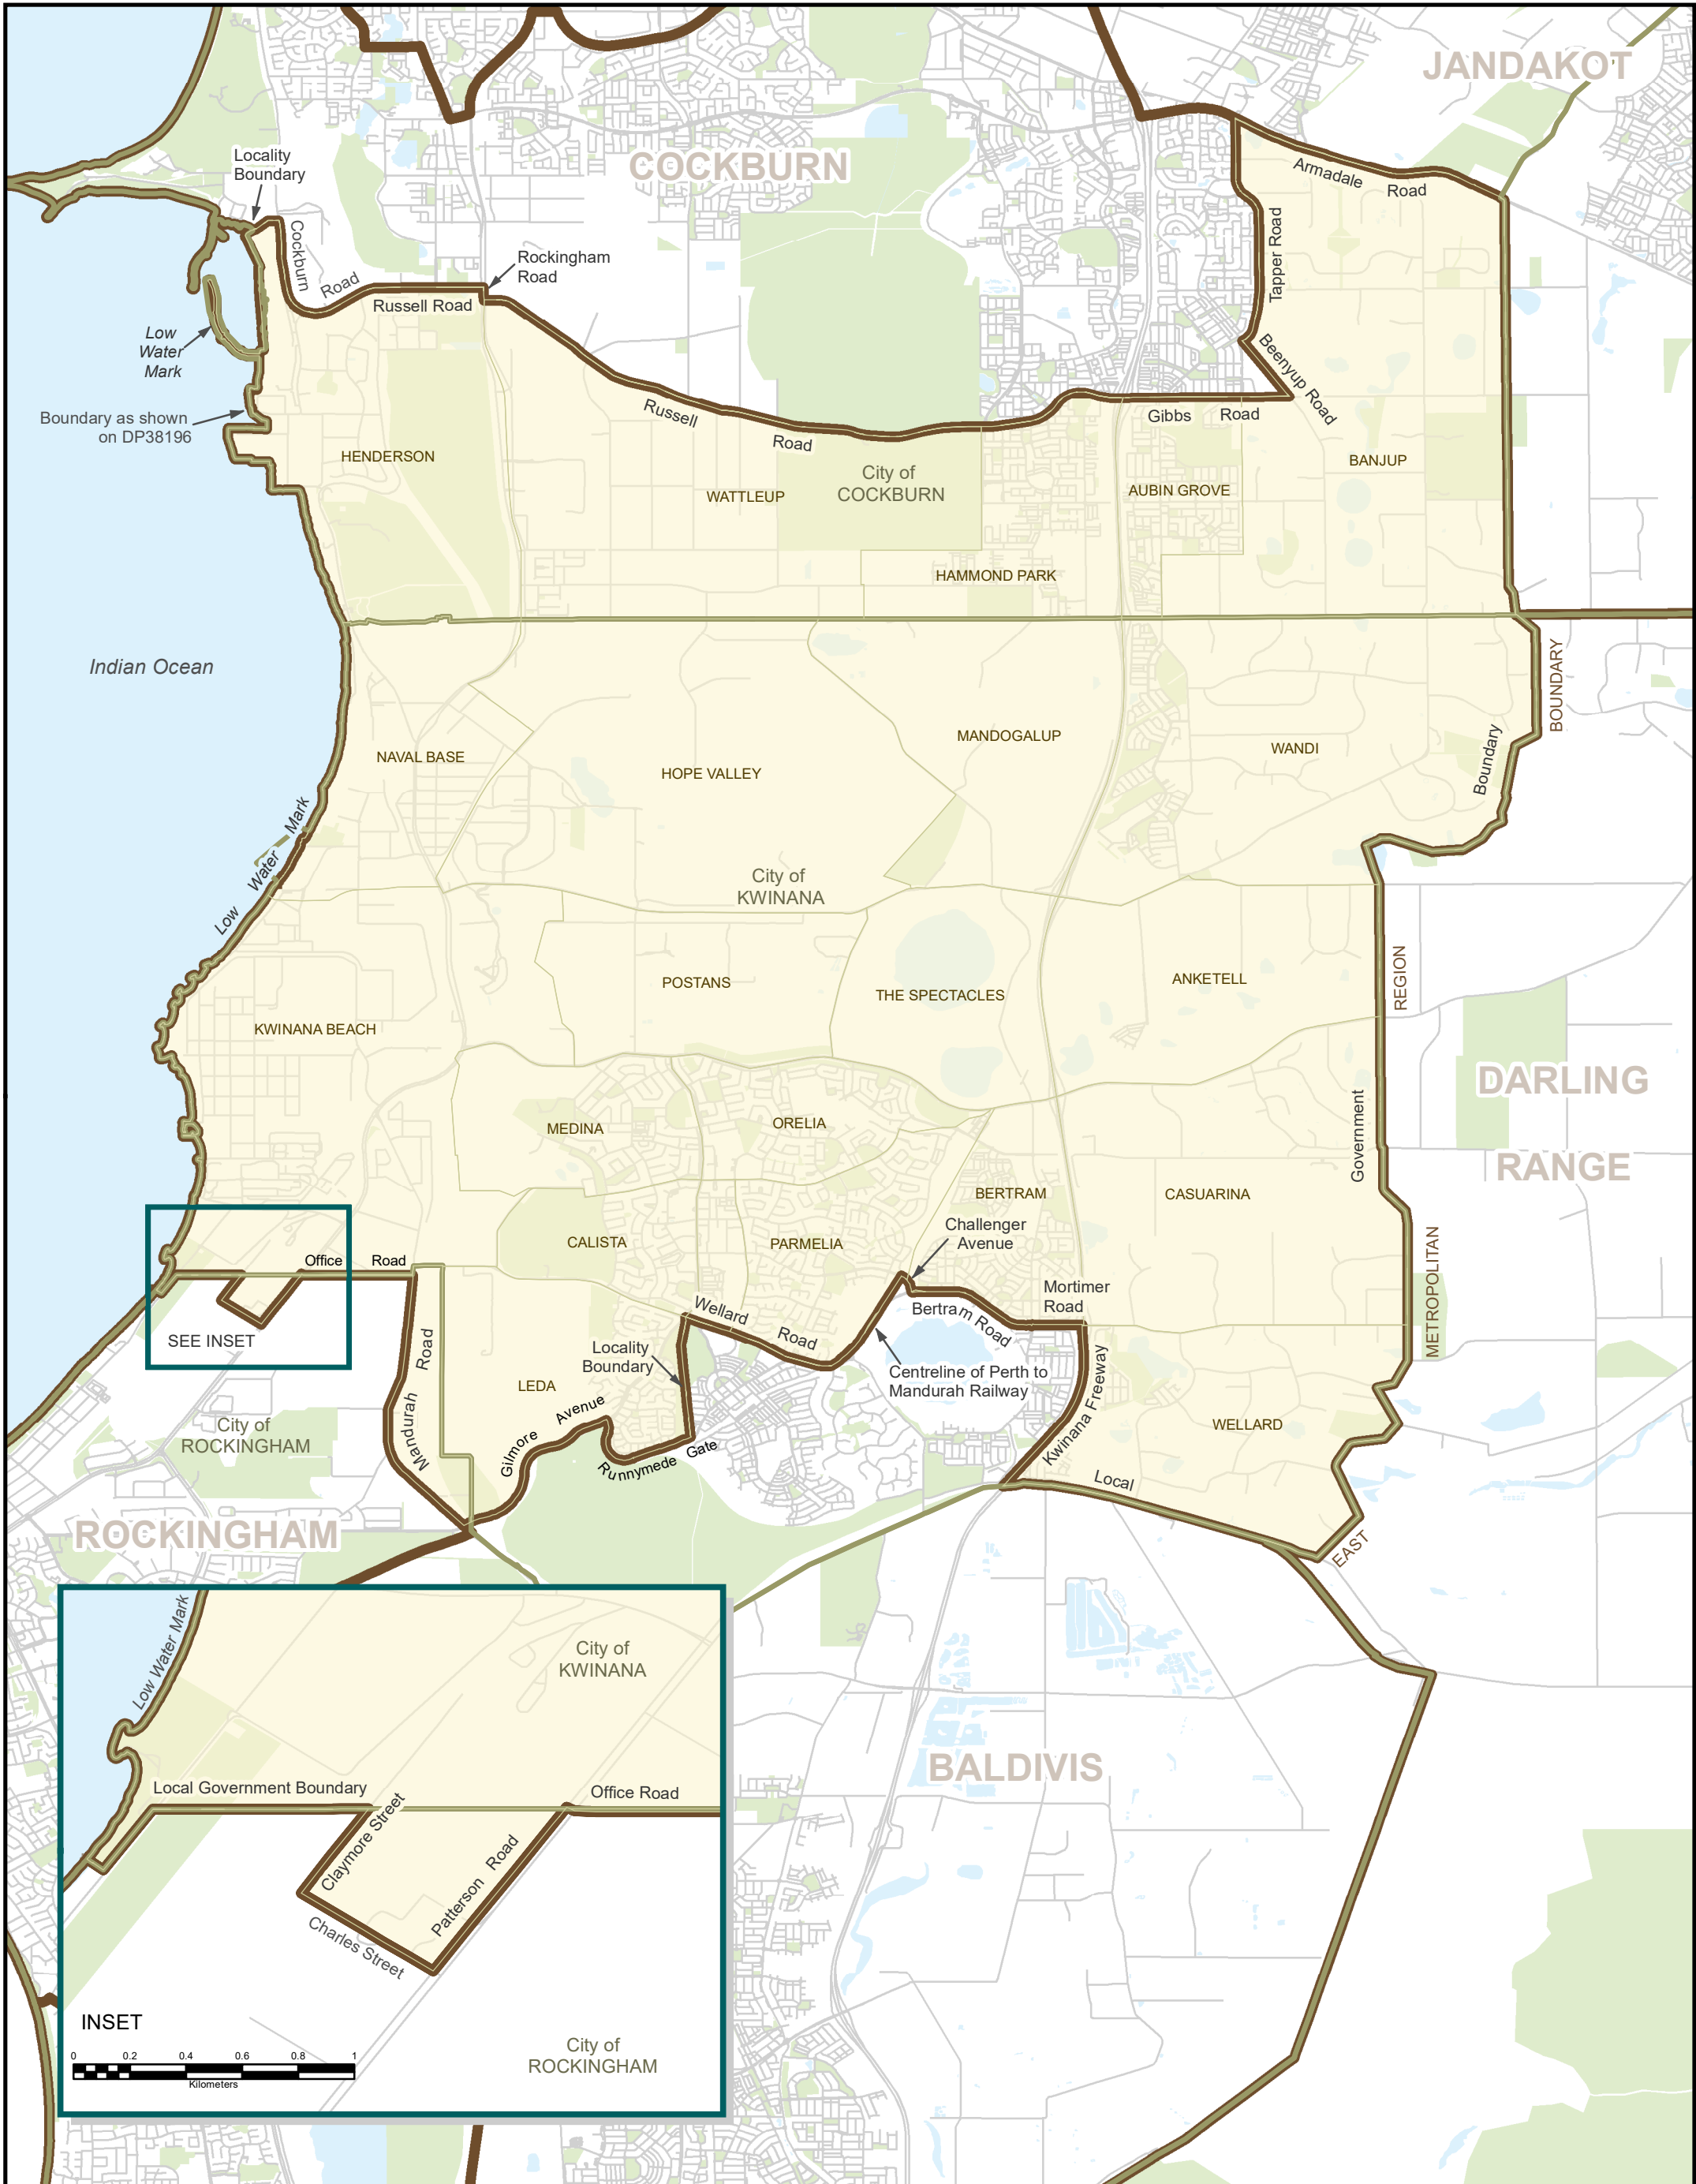 JANDAKOT
COCKBURN
Locality
Boundary
Armadale
Road
Cockburn
Road
Tapper Road
Rockingham
Road
Russell Road
Low
Water
Mark
Beenyup Road
Boundary as shown
on DP38196
Russell
Road
Gibbs
Road
HENDERSON
WATTLEUP
City of
COCKBURN
AUBIN GROVE
BANJUP
HAMMOND PARK
Indian Ocean
BOUNDARY
NAVAL BASE
HOPE VALLEY
MANDOGALUP
WANDI
Boundary
Low
Water
Mark
City of
KWINANA
POSTANS
THE SPECTACLES
ANKETELL
REGION
KWINANA BEACH
DARLING
RANGE
MEDINA
ORELIA
Government
BERTRAM
CASUARINA
Challenger
Avenue
CALISTA
PARMELIA
METROPOLITAN
Office
Road
SEE INSET
Mortimer
Road
Bertram Road
Wellard
Road
Locality
Boundary
Centreline of Perth to
Mandurah Railway
Mandurah
Road
LEDA
Gilmore
Avenue
Runnymede
Gate
Kwinana Freeway
WELLARD
City of
ROCKINGHAM
Local
EAST
ROCKINGHAM
Low Water Mark
City of
KWINANA
Local Government Boundary
Office Road
Claymore Street
Patterson
Road
Charles Street
BALDIVIS
INSET
0
0.2
0.4
0.6
0.8
1
Kilometers
City of
ROCKINGHAM